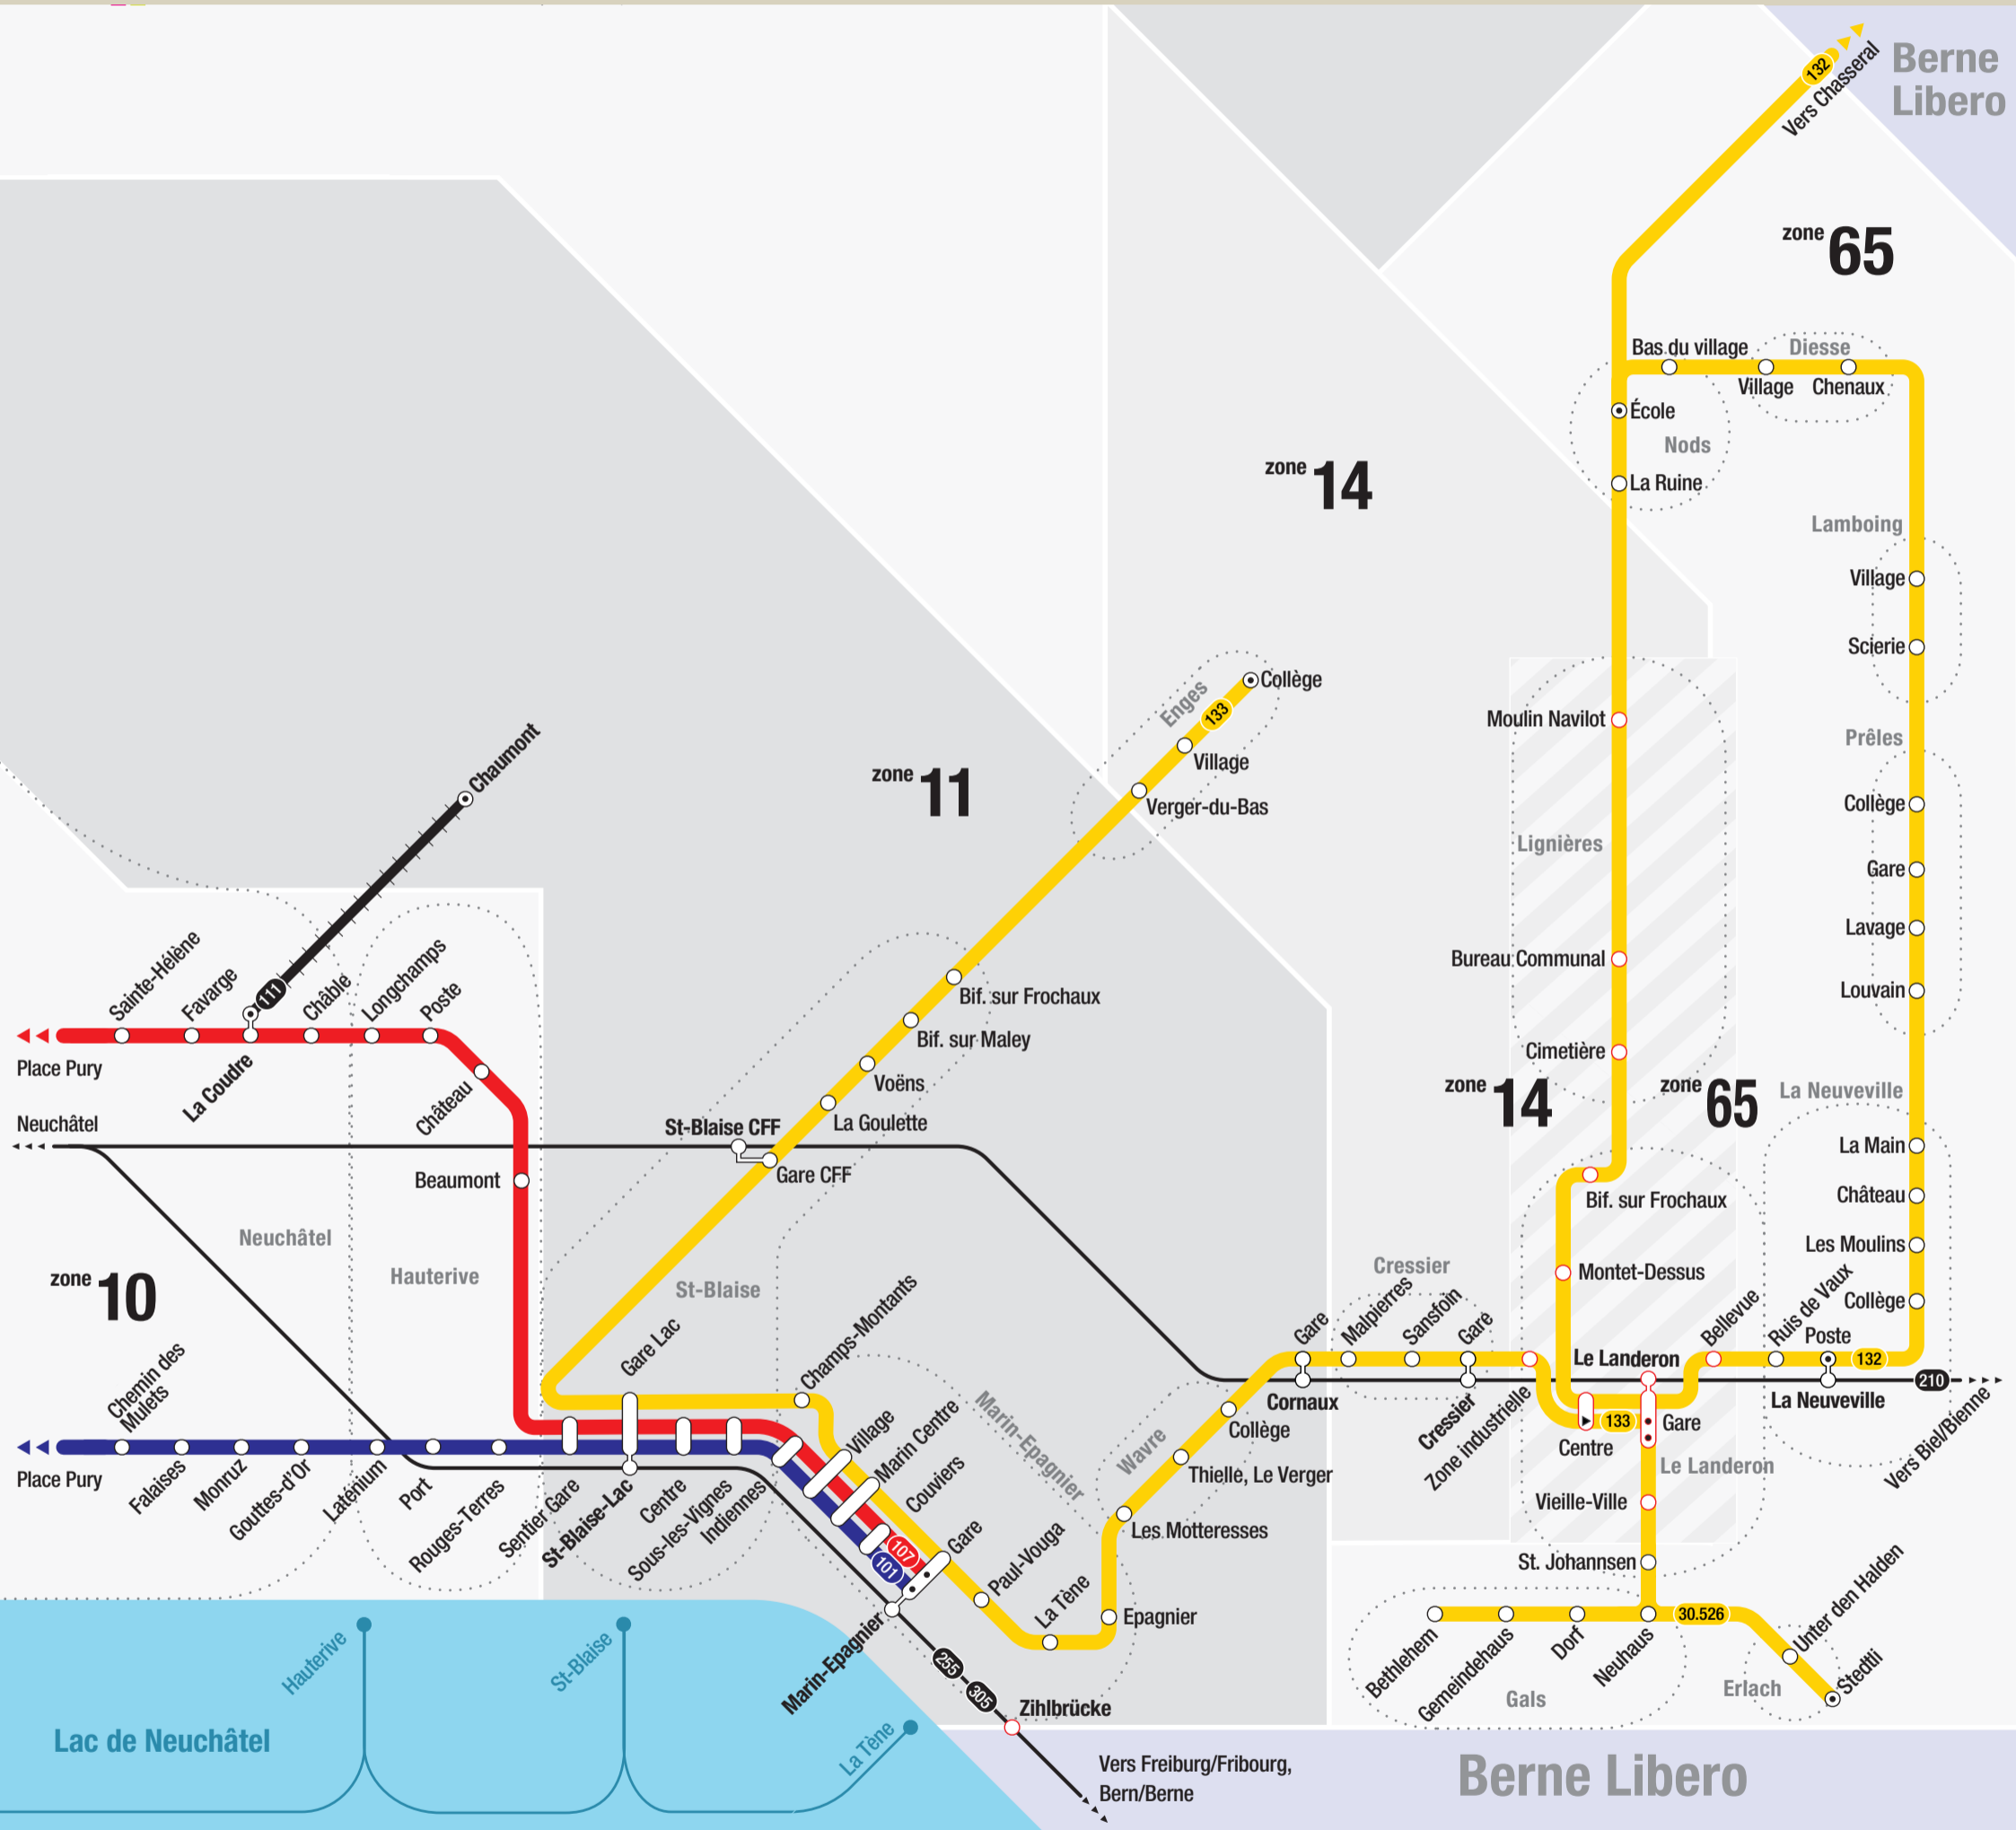 Berne
Libero
132
Vers Chasseral
zone 65
Bas du village
Diesse
Village
Chenaux
École
Nods
La Ruine
zone 14
Lamboing
Village
Scierie
Enges
Collège
133
Village
Verger-du-Bas
Moulin Navilot
Prêles
Collège
Gare
Lavage
Louvain
Lignières
Bureau Communal
Cimetière
zone 14
zone 65
La Neuveville
La Main
Château
Les Moulins
Collège
zone 11
Chaumont
111
Sainte-Hélène
Favarge
Châble
Longchamps
Poste
Place Pury
La Coudre
Château
Neuchâtel
Beaumont
Neuchâtel
Hauterive
zone 10
Bif. sur Frochaux
Bif. sur Maley
Voëns
La Goulette
St-Blaise CFF
Gare CFF
St-Blaise
Gare Lac
Champs-Montants
Bif. sur Frochaux
Montet-Dessus
Cressier
Gare
Malpierres
Sansfoin
Gare
Le Landeron
Bellevue
Ruis de Vaux
Poste
132
Cornaux
Cressier
Zone industrielle
La Neuveville
210
Vers Biel/Bienne
133
Gare
Centre
Le Landeron
Vieille-Ville
St. Johannsen
Chemin des
Mulets
Place Pury
Falaises
Monruz
Gouttes-d'Or
Laténium
Port
Rouges-Terres
Sentier Gare
St-Blaise-Lac
Centre
Sous-les-Vignes
Indiennes
Village
Marin Centre
Couviers
Gare
107
101
Marin-Epagnier
Wavre
Collège
Thielle, Le Verger
Les Motteresses
Paul-Vouga
La Tène
Epagnier
Marin-Epagnier
255
305
Zihlbrücke
Vers Freiburg/Fribourg,
Bern/Berne
30.526
Bethlehem
Gemeindehaus
Dorf
Neuhaus
Gals
Unter den Halden
Stedtli
Erlach
Hauterive
St-Blaise
La Tène
Lac de Neuchâtel
Berne Libero